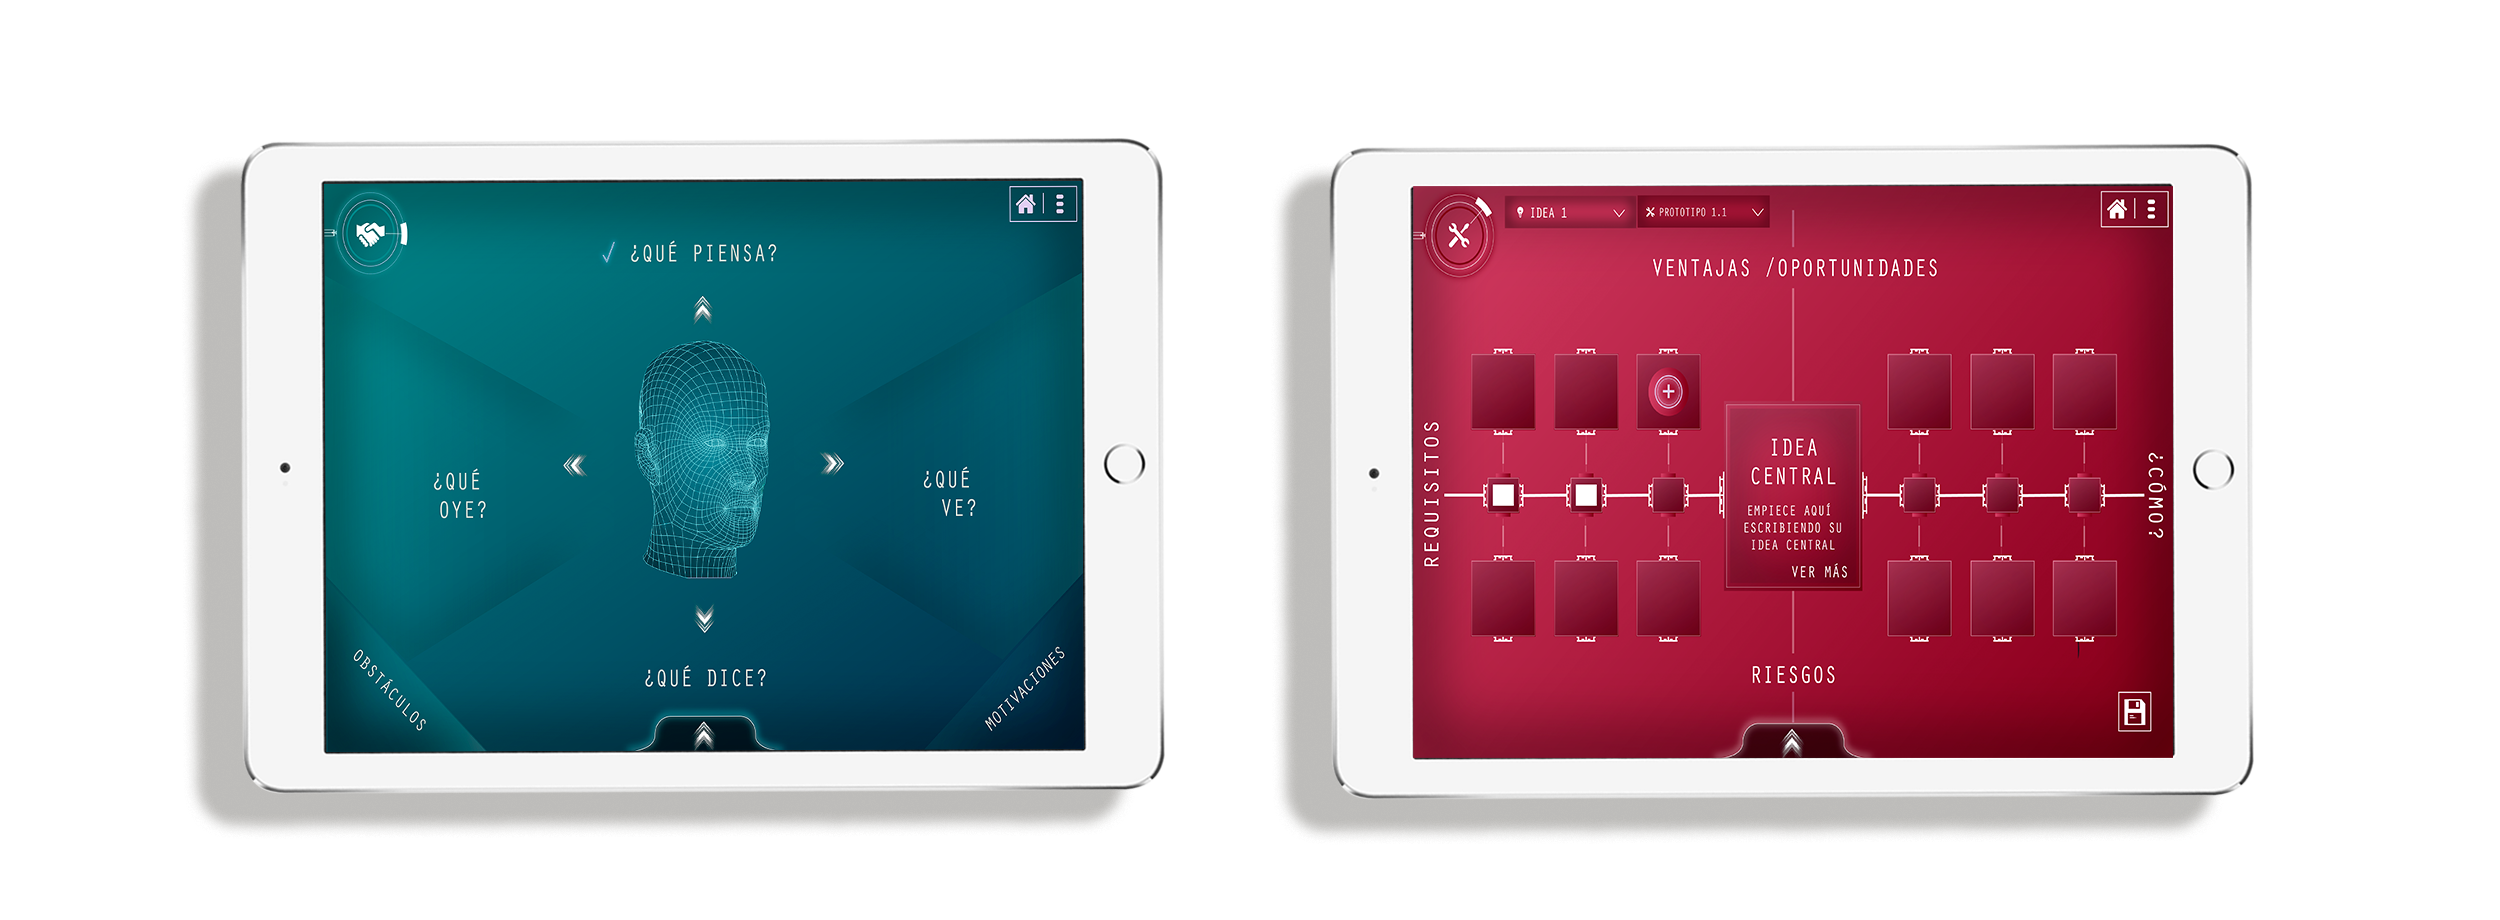 ✓ ¿QUÉ PIENSA?
¿QUÉ
OYE?
¿QUÉ
VE?
¿QUÉ DICE?
OBSTÁCULOS
MOTIVACIONES
IDEA 1
PROTOTIPO 1.1
VENTAJAS /OPORTUNIDADES
REQUISITOS
IDEA
CENTRAL
EMPIECE AQUÍ
ESCRIBIENDO SU
IDEA CENTRAL
VER MÁS
¿CÓMO?
RIESGOS